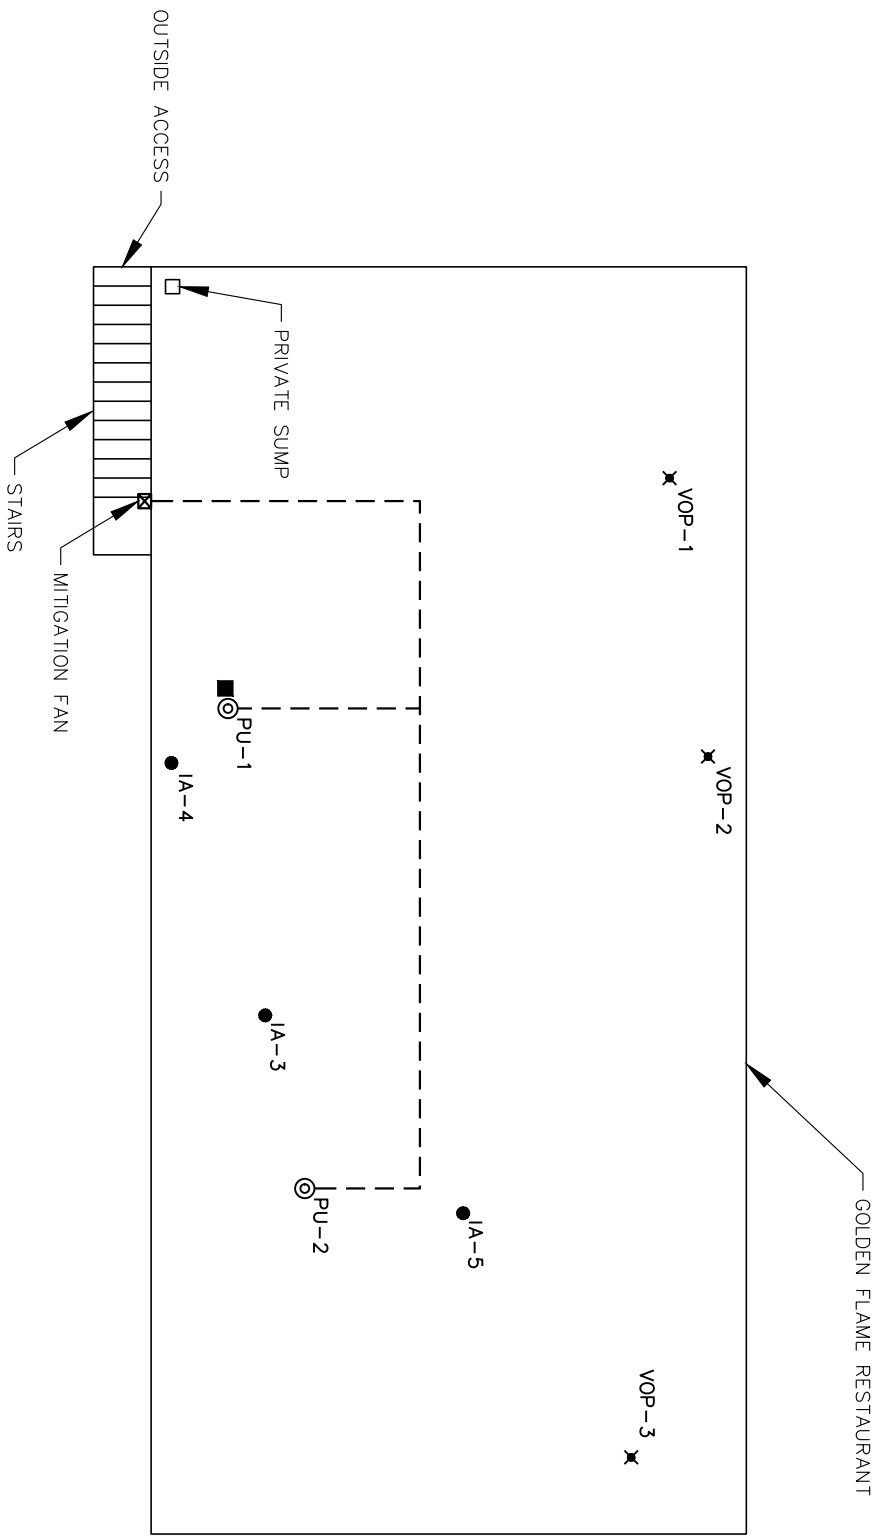 GOLDEN FLAME RESTAURANT
VOP-1
VOP-2
VOP-3
IA-5
PRIVATE SUMP
PU-2
IA-3
PU-1
IA-4
OUTSIDE ACCESS
MITIGATION FAN
STAIRS